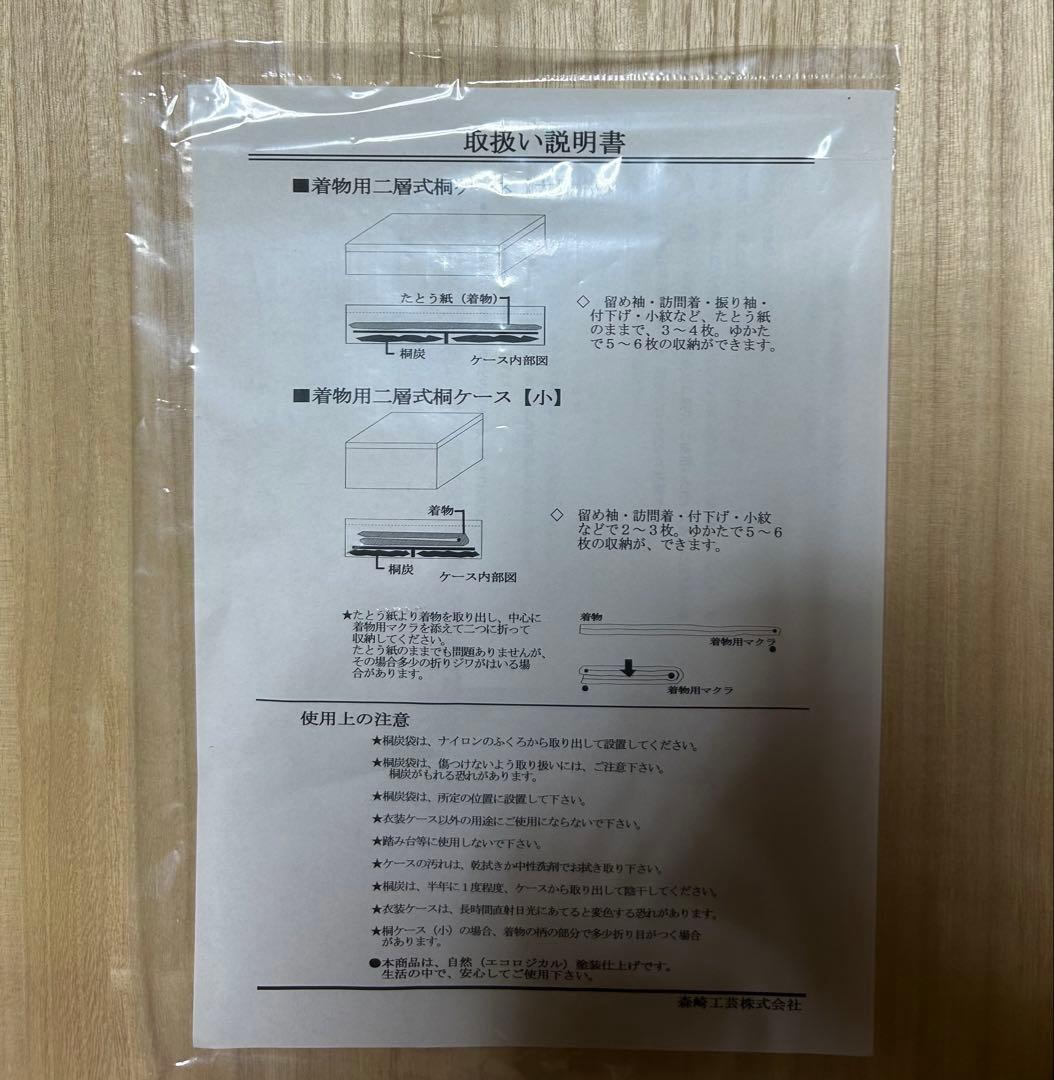 取扱い説明書
■着物用二層式桐ケース
たとう紙（着物）
桐炭
ケース内部図
◇　留め袖・訪問着・振り袖・
付下げ・小紋など、たとう紙
のままで、３～４枚。ゆかた
で５～６枚の収納ができます。
■着物用二層式桐ケース【小】
着物
桐炭
ケース内部図
◇　留め袖・訪問着・付下げ・小紋
などで２～３枚。ゆかたで５～６
枚の収納が、できます。
★たとう紙より着物を取り出し、中心に
着物用マクラを添えて二つに折って
収納してください。
たとう紙のままでも問題ありませんが、
その場合多少の折りジワがはいる場
合があります。
着物
着物用マクラ
着物用マクラ
使用上の注意
★桐炭袋は、ナイロンのふくろから取り出して設置してください。
★桐炭袋は、傷つけないよう取り扱いには、ご注意下さい。
桐炭がもれる恐れがあります。
★桐炭袋は、所定の位置に設置して下さい。
★衣装ケース以外の用途にご使用にならないで下さい。
★踏み台等に使用しないで下さい。
★ケースの汚れは、乾拭きか中性洗剤でお拭き取り下さい。
★桐炭は、半年に１度程度、ケースから取り出して陰干してください。
★衣装ケースは、長時間直射日光にあてると変色する恐れがあります。
★桐ケース（小）の場合、着物の柄の部分で多少折り目がつく場合
があります。
●本商品は、自然（エコロジカル）塗装仕上げです。
生活の中で、安心してご使用下さい。
森崎工芸株式会社